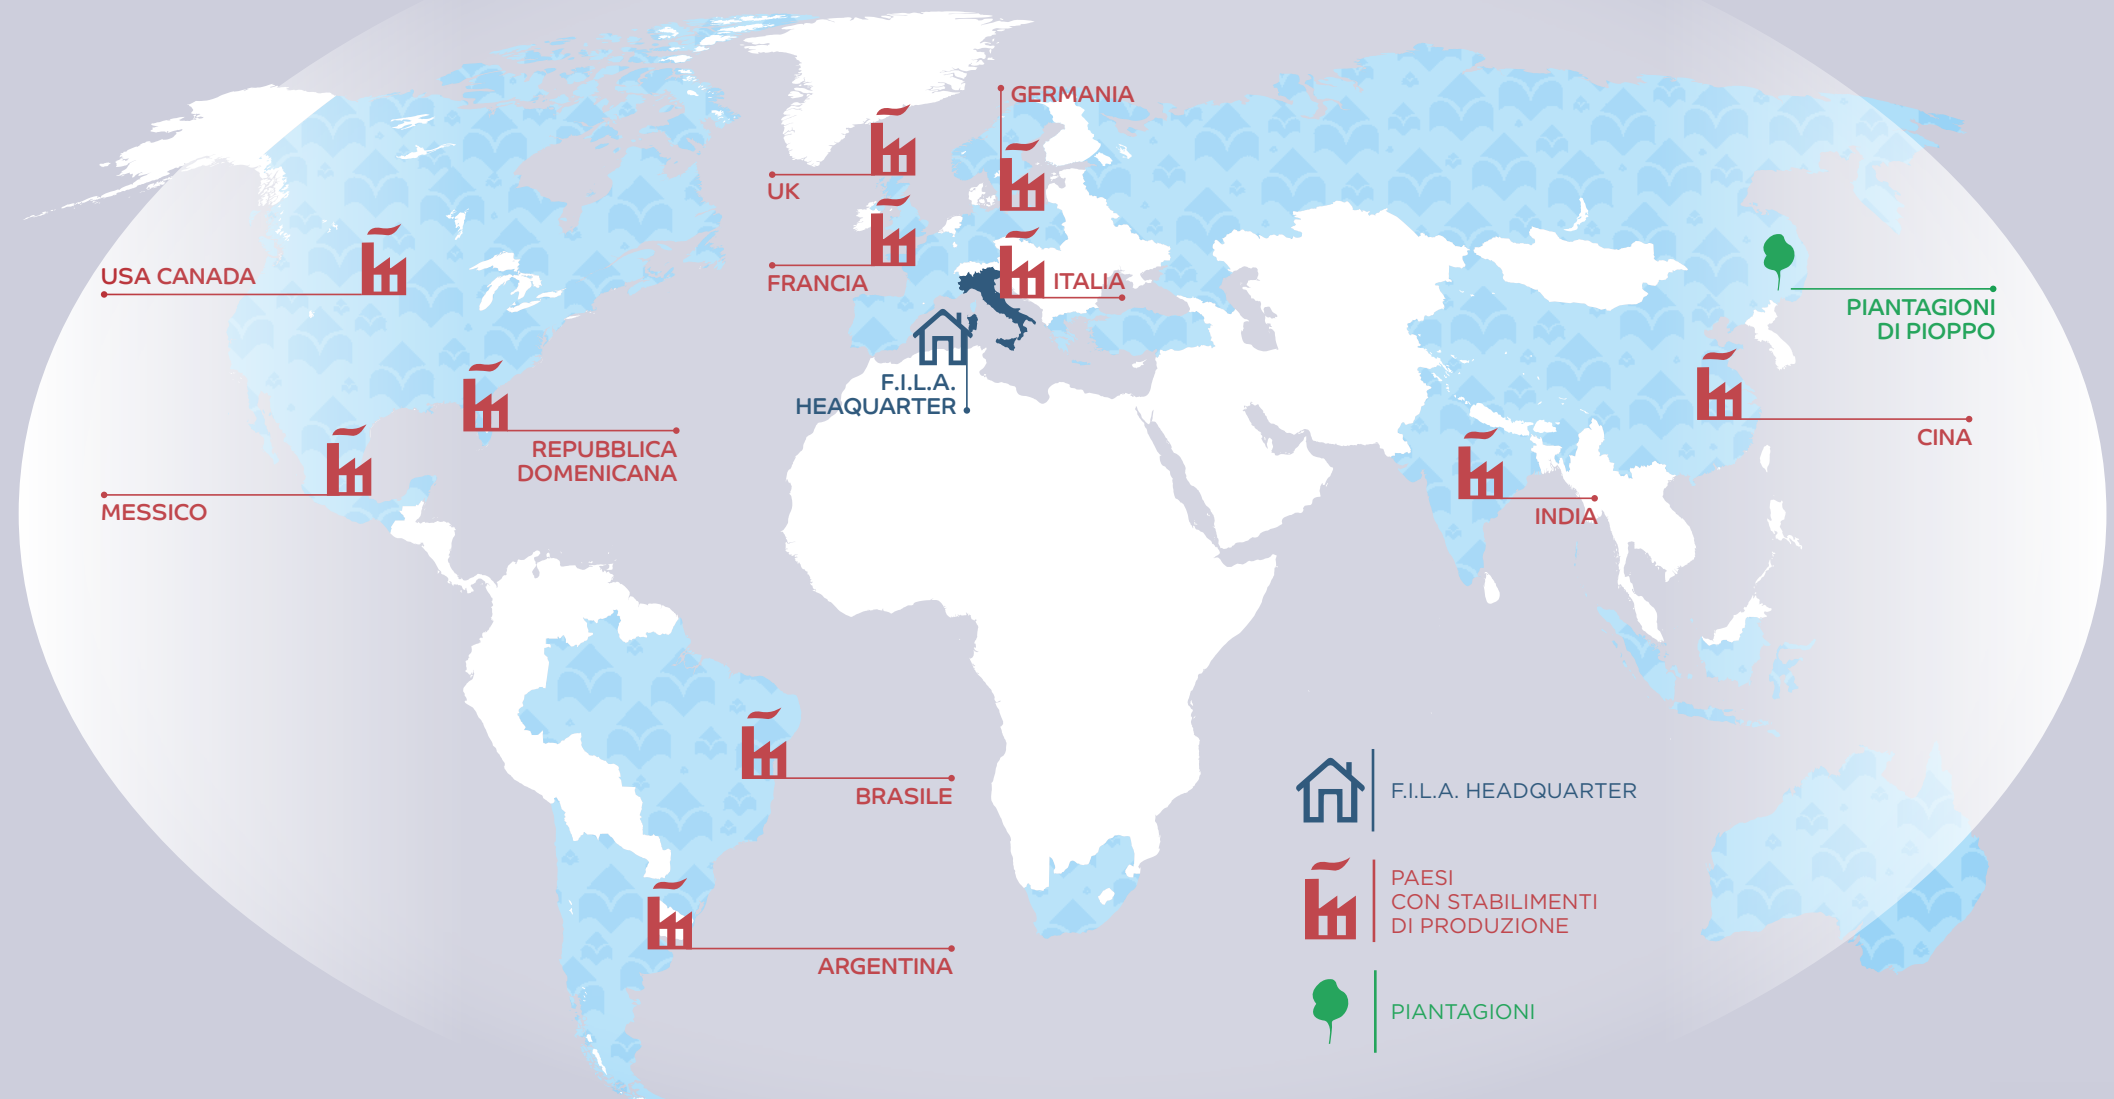 GERMANIA
UK
FRANCIA
ITALIA
USA CANADA
PIANTAGIONI
DI PIOPPO
F.I.L.A.
HEAQUARTER
REPUBBLICA
DOMENICANA
CINA
MESSICO
INDIA
BRASILE
ARGENTINA
F.I.L.A. HEADQUARTER
PAESI
CON STABILIMENTI
DI PRODUZIONE
PIANTAGIONI